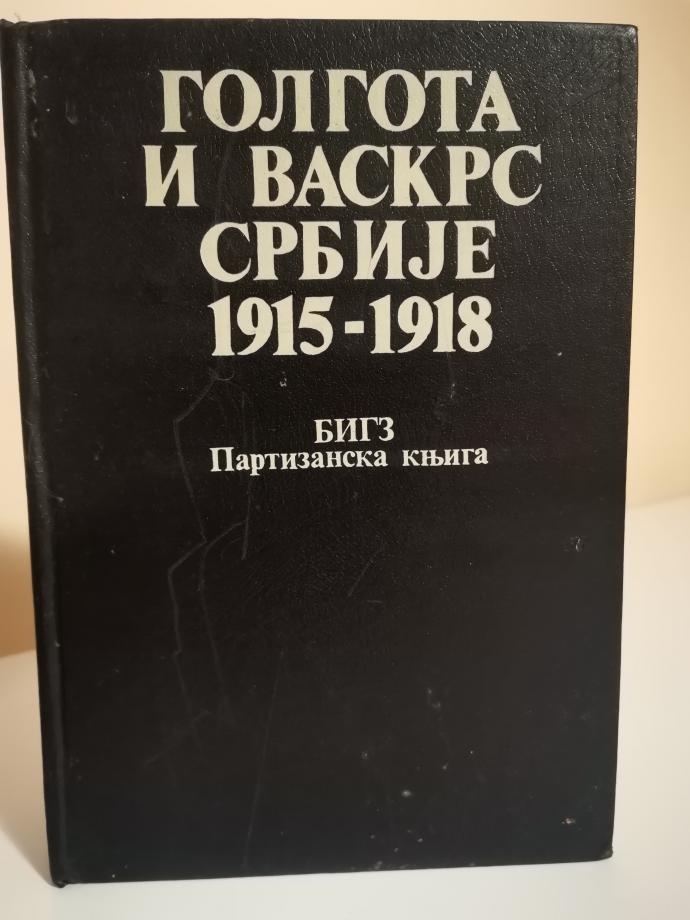 ГОЛГОТА
И ВАСКРС
СРБИЈЕ
1915-1918
БИГЗ
Партизанска књига